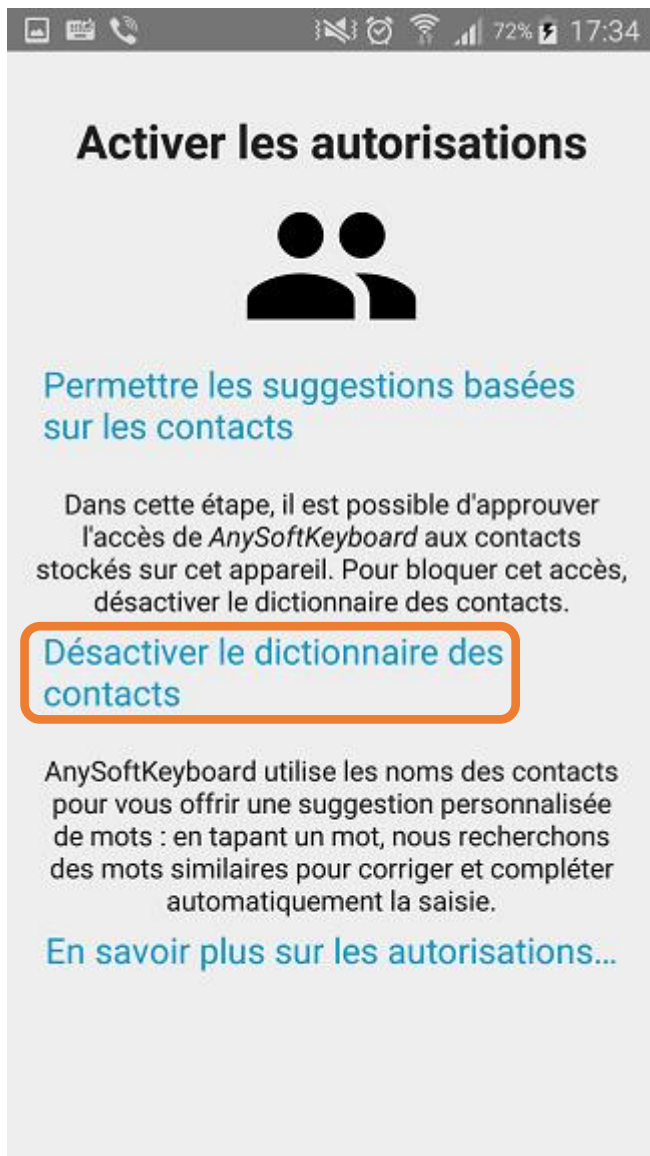 72% 17:34
Activer les autorisations
Permettre les suggestions basées
sur les contacts
Dans cette étape, il est possible d'approuver
l'accès de AnySoftKeyboard aux contacts
stockés sur cet appareil. Pour bloquer cet accès,
désactiver le dictionnaire des contacts.
Désactiver le dictionnaire des
contacts
AnySoftKeyboard utilise les noms des contacts
pour vous offrir une suggestion personnalisée
de mots : en tapant un mot, nous recherchons
des mots similaires pour corriger et compléter
automatiquement la saisie.
En savoir plus sur les autorisations...